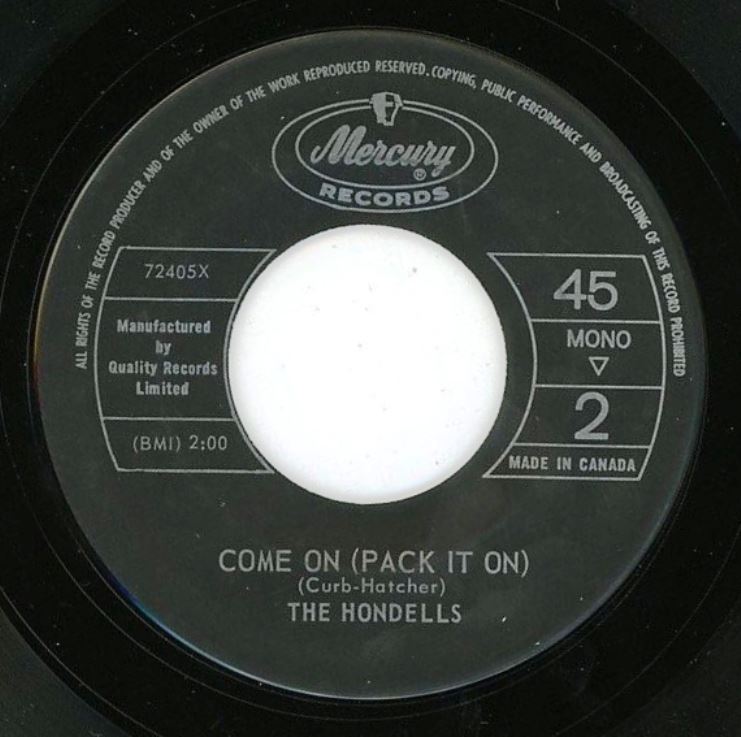 ALL RIGHTS OF THE RECORD PRODUCER AND OF THE OWNER OF THE WORK REPRODUCED RESERVED. COPYING, PUBLIC PERFORMANCE AND BROADCASTING OF THIS RECORD PROHIBITED
Mercury®
RECORDS
72405X
Manufactured
by
Quality Records
Limited
(BMI) 2:00
45
MONO
2
MADE IN CANADA
COME ON (PACK IT ON)
(Curb-Hatcher)
THE HONDELLS